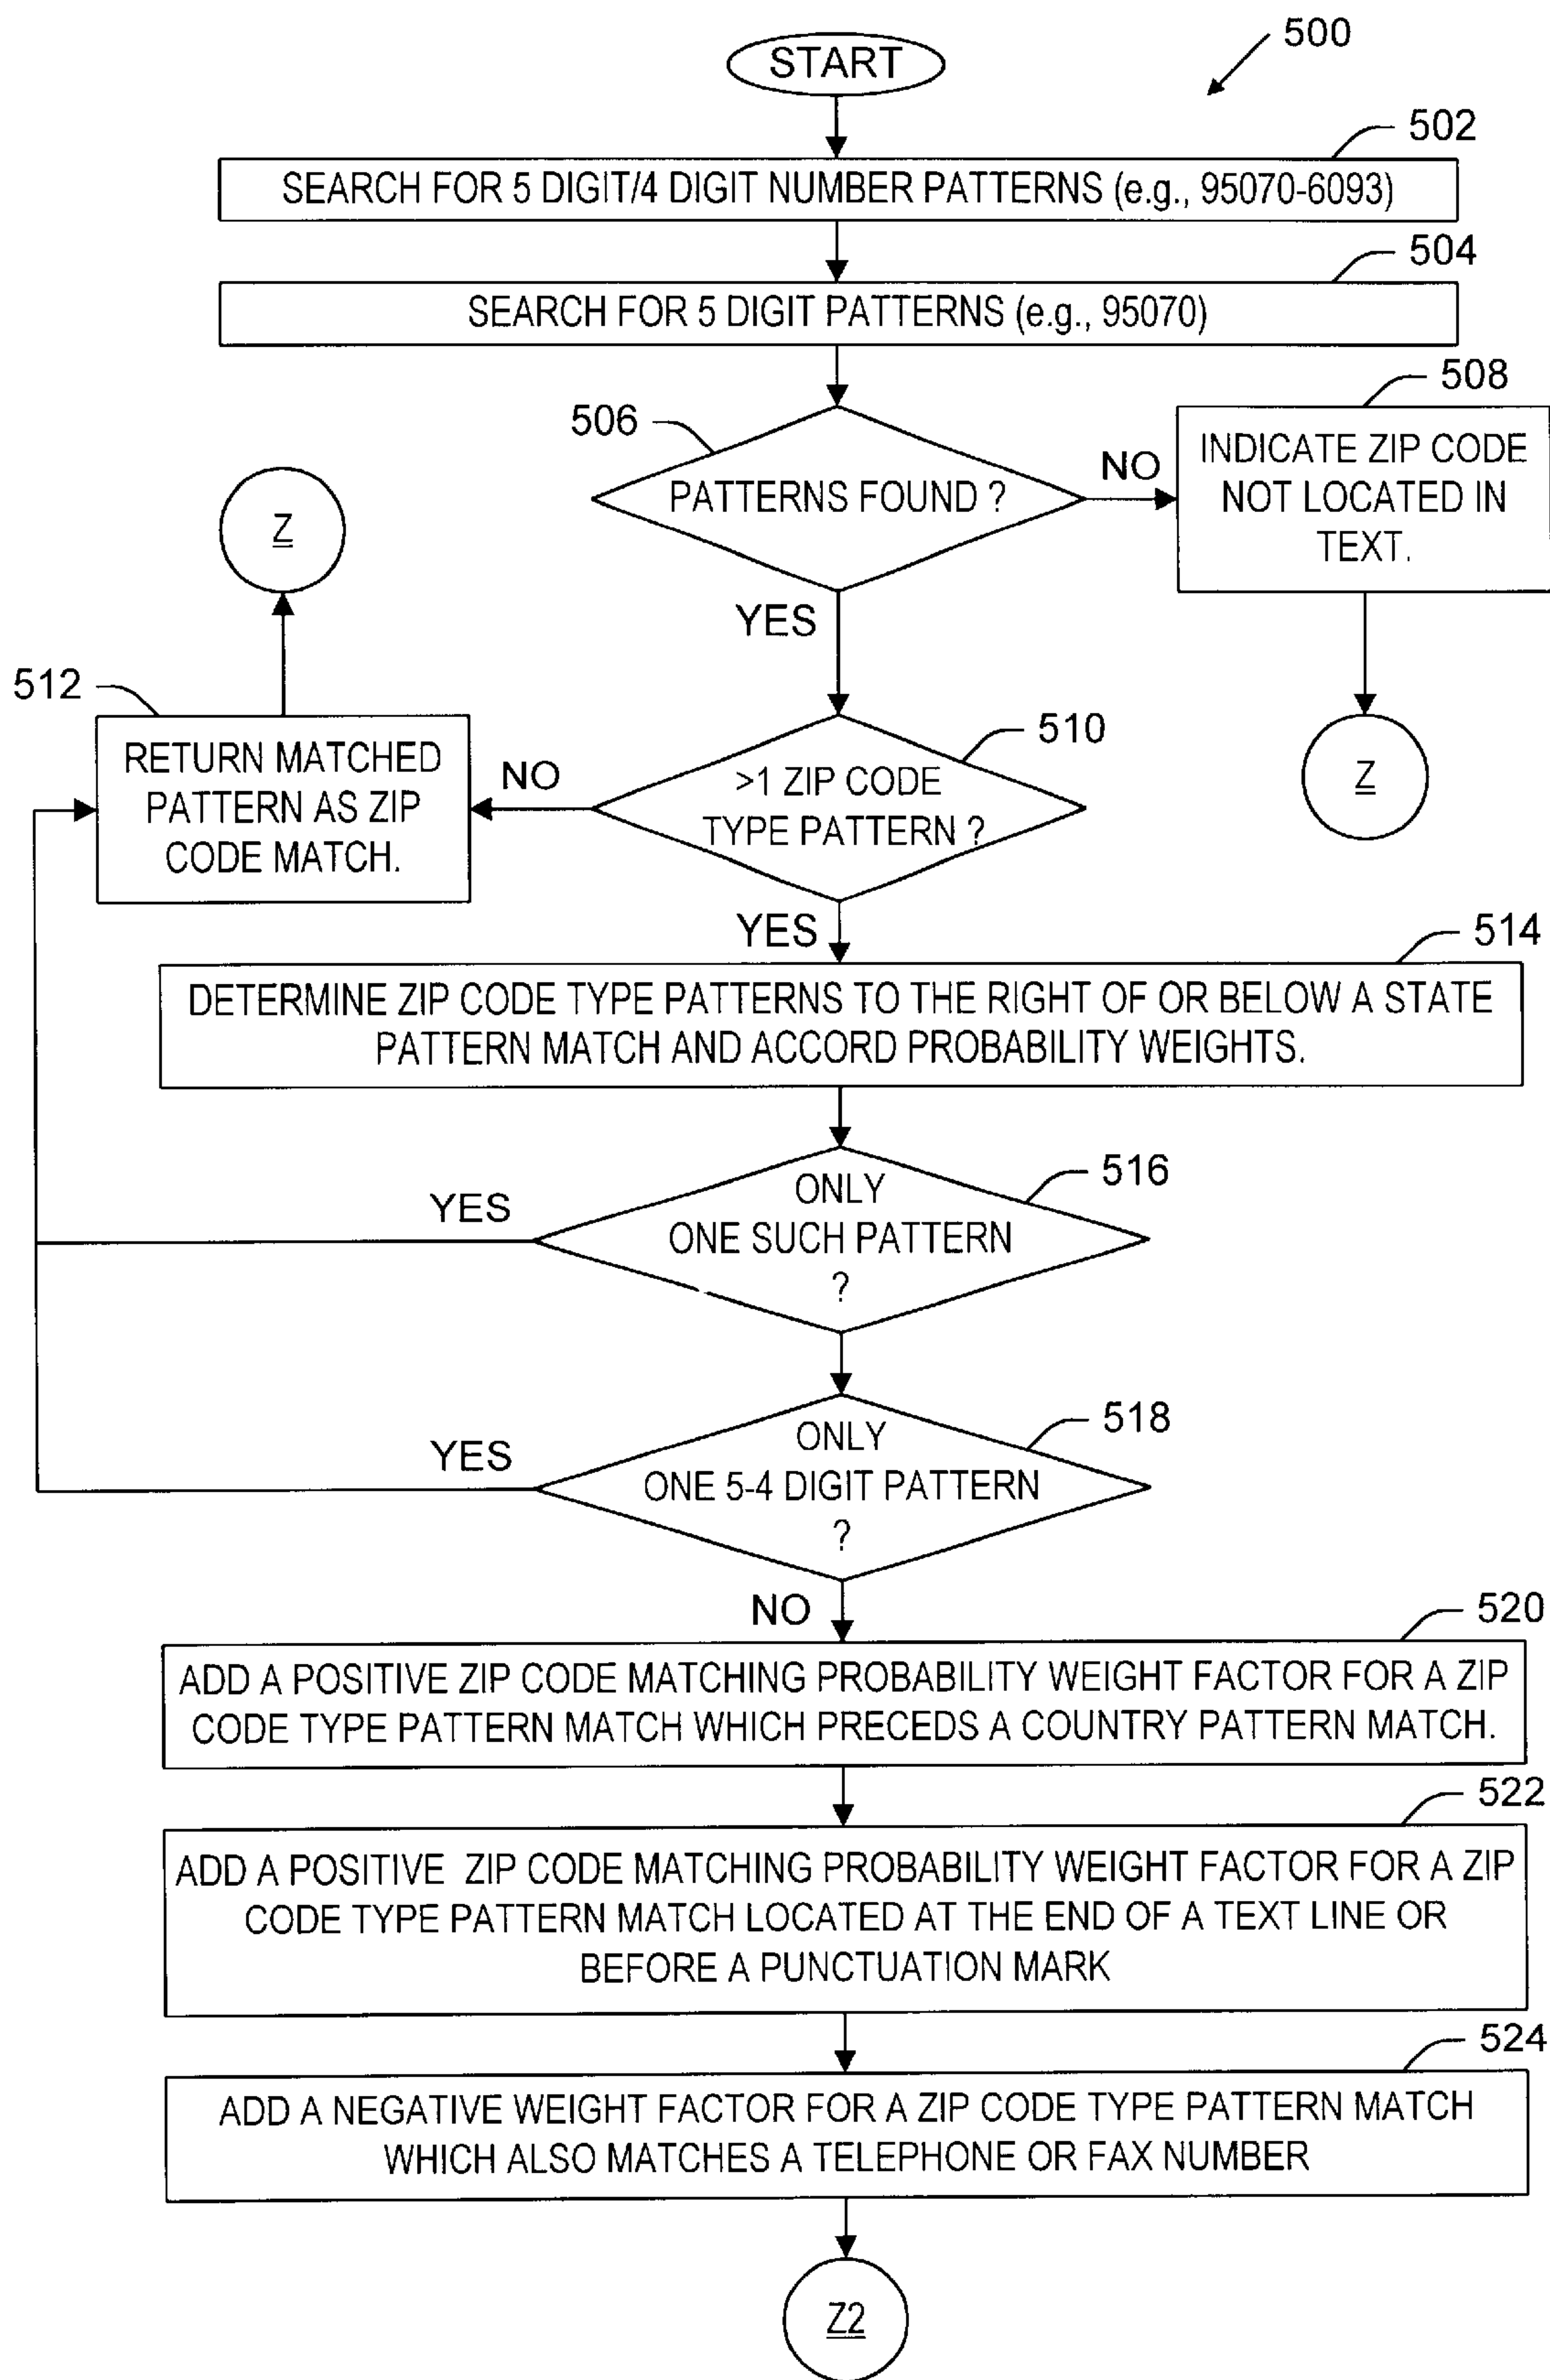 START
500
502
SEARCH FOR 5 DIGIT/4 DIGIT NUMBER PATTERNS (e.g., 95070-6093)
504
SEARCH FOR 5 DIGIT PATTERNS (e.g., 95070)
506
PATTERNS FOUND ?
NO
508
INDICATE ZIP CODE
NOT LOCATED IN
TEXT.
Z
YES
Z
512
RETURN MATCHED
PATTERN AS ZIP
CODE MATCH.
NO
510
>1 ZIP CODE
TYPE PATTERN ?
YES
514
DETERMINE ZIP CODE TYPE PATTERNS TO THE RIGHT OF OR BELOW A STATE
PATTERN MATCH AND ACCORD PROBABILITY WEIGHTS.
516
ONLY
ONE SUCH PATTERN
?
YES
518
ONLY
ONE 5-4 DIGIT PATTERN
?
YES
NO
520
ADD A POSITIVE ZIP CODE MATCHING PROBABILITY WEIGHT FACTOR FOR A ZIP
CODE TYPE PATTERN MATCH WHICH PRECEDS A COUNTRY PATTERN MATCH.
522
ADD A POSITIVE ZIP CODE MATCHING PROBABILITY WEIGHT FACTOR FOR A ZIP
CODE TYPE PATTERN MATCH LOCATED AT THE END OF A TEXT LINE OR
BEFORE A PUNCTUATION MARK
524
ADD A NEGATIVE WEIGHT FACTOR FOR A ZIP CODE TYPE PATTERN MATCH
WHICH ALSO MATCHES A TELEPHONE OR FAX NUMBER
Z2